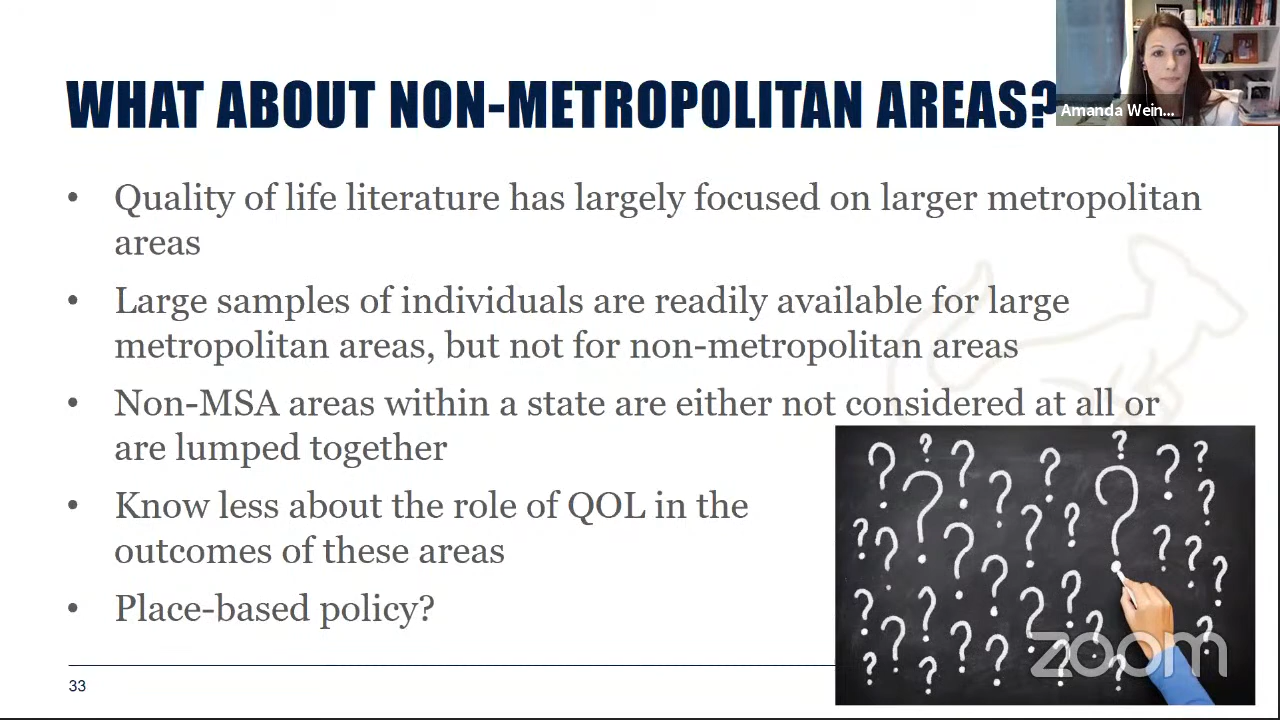 WHAT ABOUT NON-METROPOLITAN AREAS?
Amanda Wein...
• Quality of life literature has largely focused on larger metropolitan
areas
• Large samples of individuals are readily available for large
metropolitan areas, but not for non-metropolitan areas
• Non-MSA areas within a state are either not considered at all or
are lumped together
• Know less about the role of QOL in the
outcomes of these areas
• Place-based policy?
33
zoom